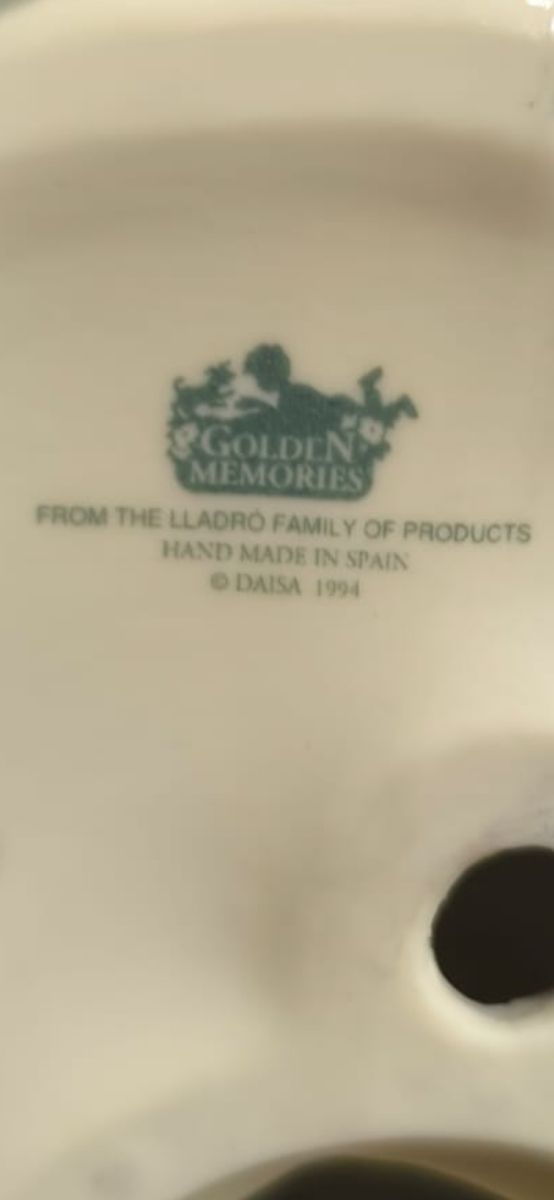 GOLDEN
MEMORIES
FROM THE LLADRÓ FAMILY OF PRODUCTS
HAND MADE IN SPAIN
© DAISA 1994